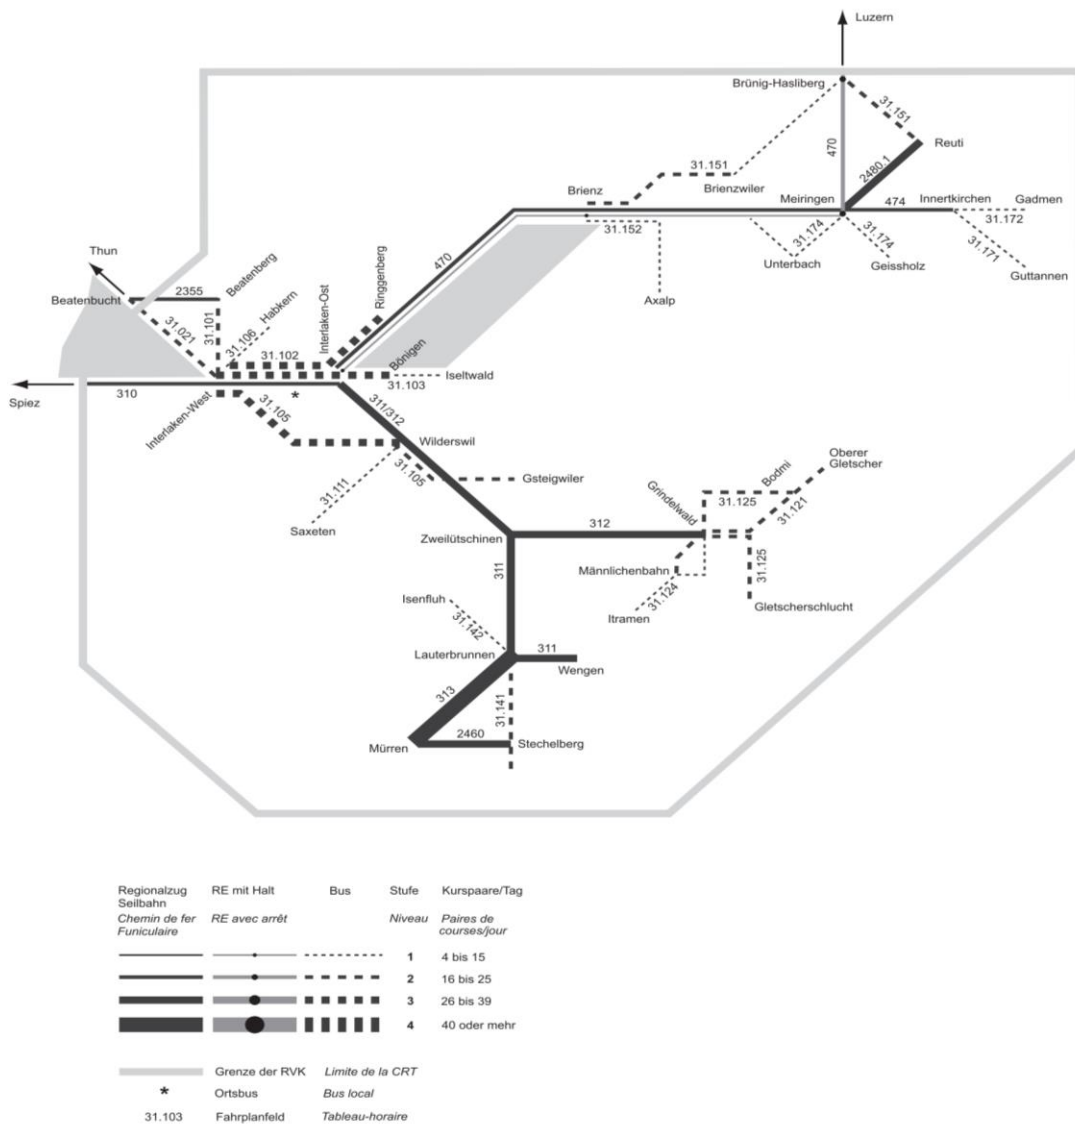 Luzern
Brünig-Hasliberg
31.151
Reuti
470
2480.1
31.151
Brienz
Brienzwiler
Meiringen
474
Innertkirchen
Gadmen
31.172
31.152
31.174
31.174
31.171
Unterbach
Geissholz
Guttannen
Axalp
Thun
Beatenbucht
2355
Beatenberg
31.021
31.101
Habkern
31.106
31.102
Interlaken-Ost
Ringgenberg
470
Bönigen
31.103
Iseltwald
Spiez
310
Interlaken-West
*
31.105
311/312
Wilderswil
31.111
31.105
Gsteigwiler
Saxeten
Oberer
Gletscher
Bodmi
Grindelwald
31.125
31.121
Zweilütschinen
312
31.125
311
Männlichenbahn
31.124
Itramen
Gletscherschlucht
Isenfluh
31.142
Lauterbrunnen
311
Wengen
313
31.141
2460
Mürren
Stechelberg
Regionalzug RE mit Halt Bus Stufe Kurspaare/Tag
Seilbahn
Chemin de fer RE avec arrêt Niveau Paires de
Funiculaire courses/jour
1 4 bis 15
2 16 bis 25
3 26 bis 39
4 40 oder mehr
Grenze der RVK Limite de la CRT
* Ortsbus Bus local
31.103 Fahrplanfeld Tableau-horaire